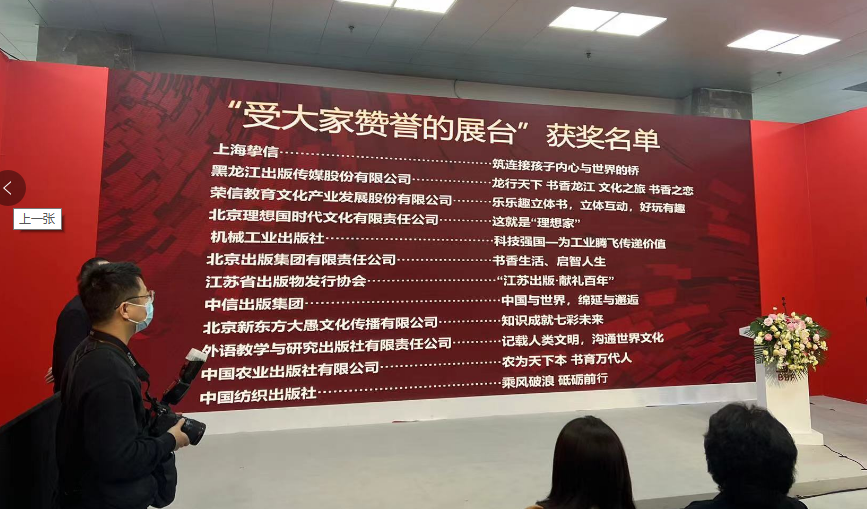 “受大家赞誉的展台”获奖名单
上海挚信……………………………筑连接孩子内心与世界的桥
黑龙江出版传媒股份有限公司…………龙行天下 书香龙江 文化之旅 书香之恋
荣信教育文化产业发展股份有限公司……乐乐趣立体书，立体互动，好玩有趣
北京理想国时代文化有限责任公司………这就是“理想家”
机械工业出版社………………………科技强国—为工业腾飞传递价值
北京出版集团有限责任公司……………书香生活、启智人生
江苏省出版物发行协会…………………“江苏出版·献礼百年”
中信出版集团…………………………中国与世界，绵延与邂逅
北京新东方大愚文化传播有限公司………知识成就七彩未来
外语教学与研究出版社有限责任公司……记载人类文明，沟通世界文化
中国农业出版社有限公司………………农为天下本 书育万代人
中国纺织出版社………………………乘风破浪 砥砺前行
上一张